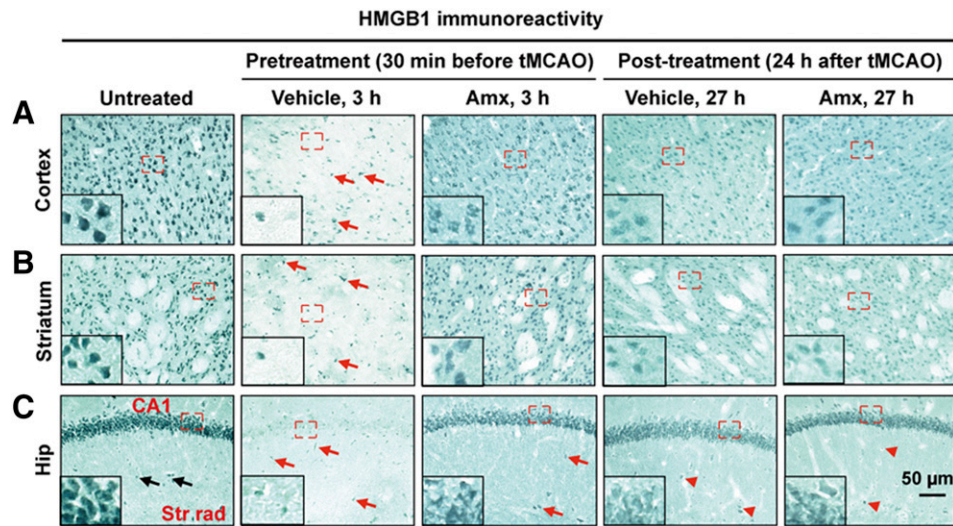 HMGB1 immunoreactivity
Pretreatment (30 min before tMCAO) Post-treatment (24 h after tMCAO)
Untreated Vehicle, 3 h Amx, 3 h Vehicle, 27 h Amx, 27 h
A
Cortex
B
Striatum
C
Hip
CA1
Str.rad
50 µm